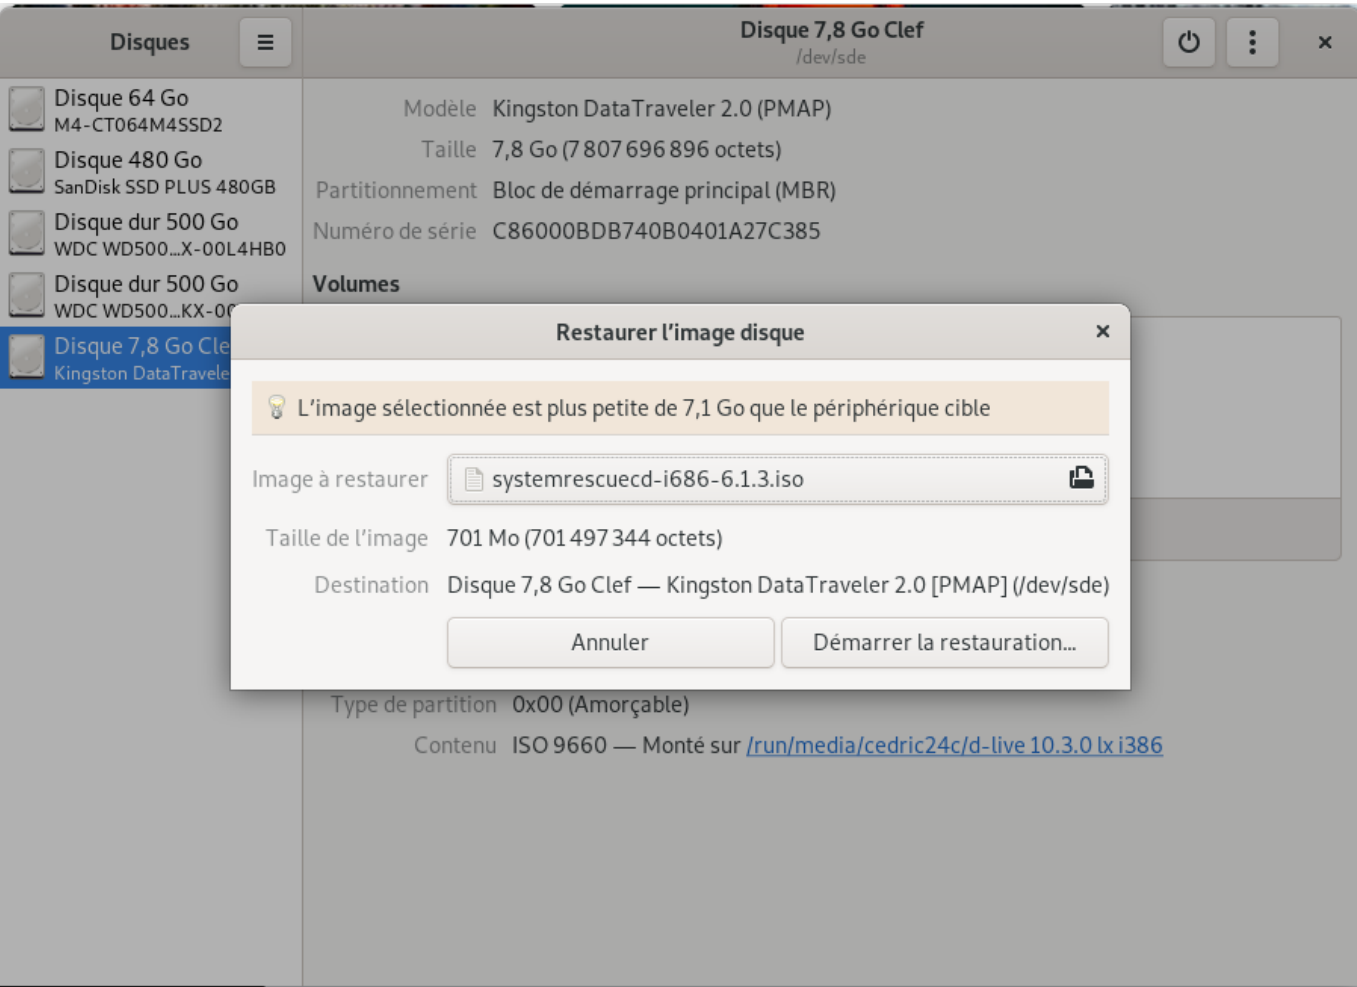 Disques
Disque 7,8 Go Clef
/dev/sde
Disque 64 Go
M4-CT064M4SSD2
Disque 480 Go
SanDisk SSD PLUS 480GB
Disque dur 500 Go
WDC WD500…X-00L4HB0
Disque dur 500 Go
WDC WD500…KX-00
Disque 7,8 Go Cle
Kingston DataTravele
Modèle Kingston DataTraveler 2.0 (PMAP)
Taille 7,8 Go (7 807 696 896 octets)
Partitionnement Bloc de démarrage principal (MBR)
Numéro de série C86000BDB740B0401A27C385
Volumes
Restaurer l’image disque
L’image sélectionnée est plus petite de 7,1 Go que le périphérique cible
Image à restaurer systemrescuecd-i686-6.1.3.iso
Taille de l’image 701 Mo (701 497 344 octets)
Destination Disque 7,8 Go Clef — Kingston DataTraveler 2.0 [PMAP] (/dev/sde)
Annuler Démarrer la restauration…
Type de partition 0x00 (Amorçable)
Contenu ISO 9660 — Monté sur /run/media/cedric24c/d-live 10.3.0 lx i386